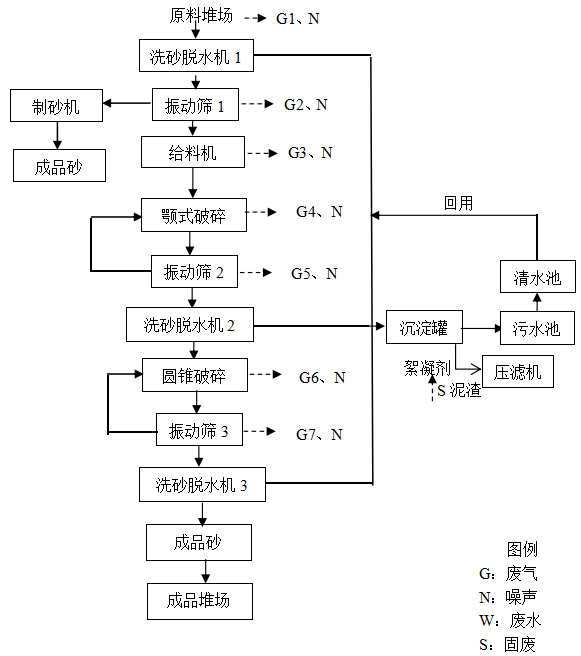 原料堆场
G1、N
洗砂脱水机 1
制砂机
振动筛 1
G2、N
成品砂
给料机
G3、N
颚式破碎
G4、N
回用
振动筛 2
G5、N
清水池
洗砂脱水机 2
沉淀罐
污水池
圆锥破碎
G6、N
絮凝剂
压滤机
S 泥渣
振动筛 3
G7、N
洗砂脱水机 3
成品砂
成品堆场
图例
G：废气
N：噪声
W：废水
S：固废